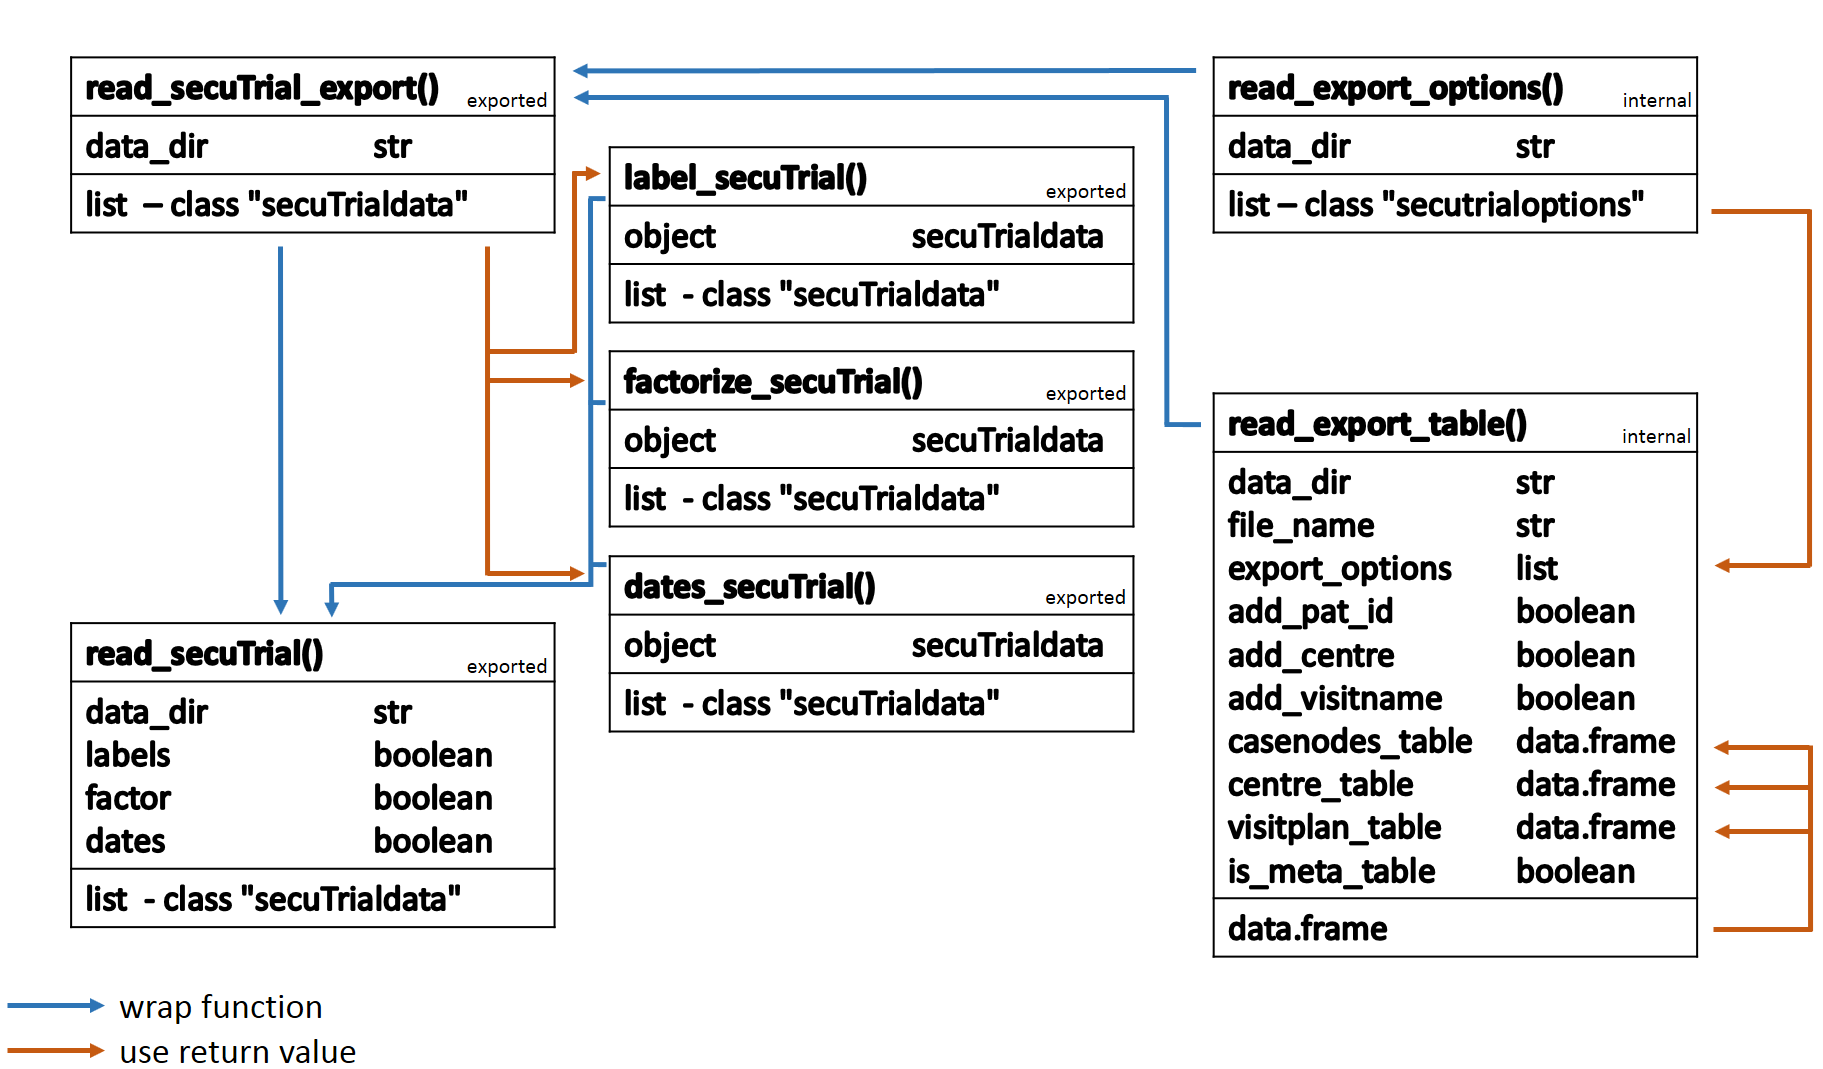 read_secuTrial_export() exported
data_dir str
list – class "secuTrialdata"
label_secuTrial() exported
object secuTrialdata
list - class "secuTrialdata"
factorize_secuTrial() exported
object secuTrialdata
list - class "secuTrialdata"
dates_secuTrial() exported
object secuTrialdata
list - class "secuTrialdata"
read_secuTrial() exported
data_dir str
labels boolean
factor boolean
dates boolean
list - class "secuTrialdata"
read_export_options() internal
data_dir str
list – class "secutrialoptions"
read_export_table() internal
data_dir str
file_name str
export_options list
add_pat_id boolean
add_centre boolean
add_visitname boolean
casenodes_table data.frame
centre_table data.frame
visitplan_table data.frame
is_meta_table boolean
data.frame
wrap function
use return value